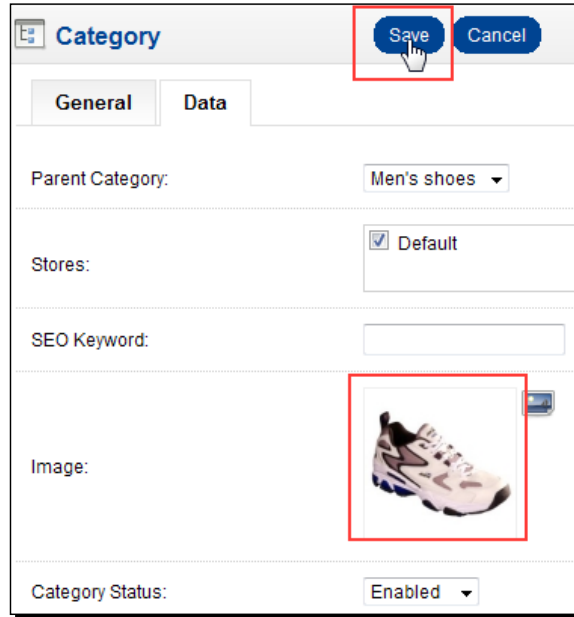 Category
Save
Cancel
General
Data
Parent Category:
Men's shoes
Stores:
Default
SEO Keyword:
Image:
Category Status:
Enabled